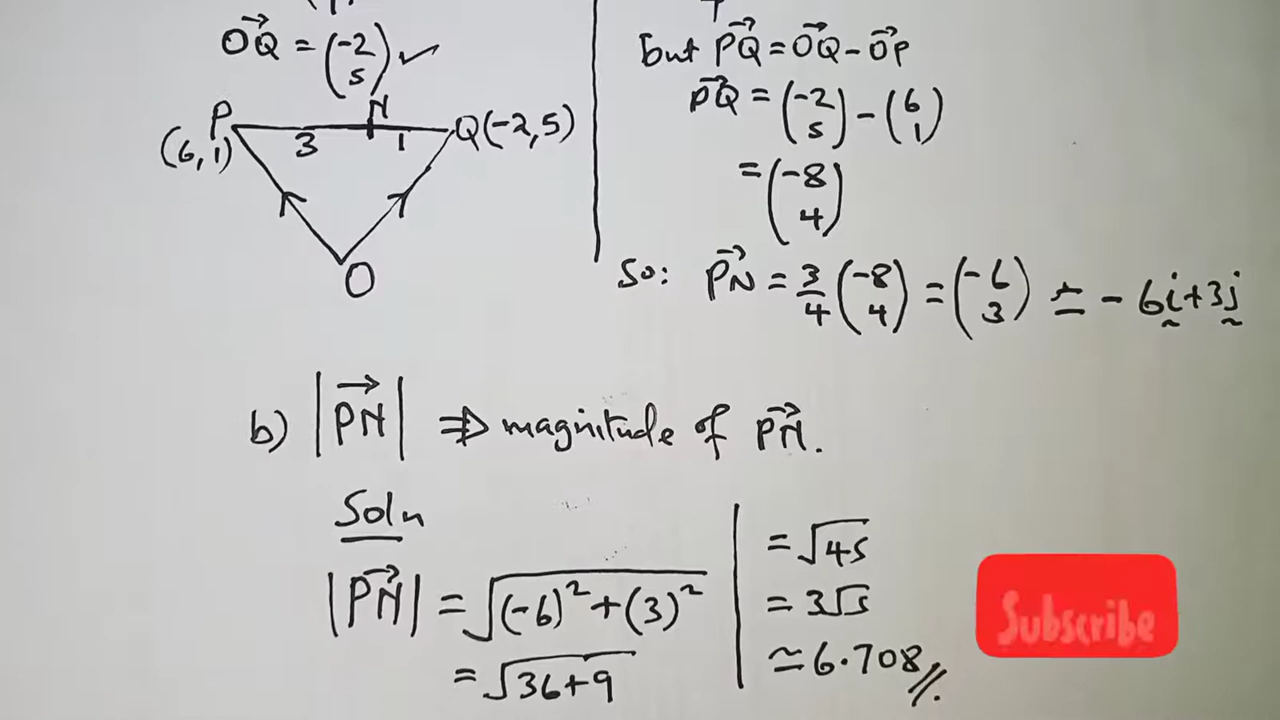 OQ⃗ = (-2 5) ✓
P N
(6,1) 3 1 Q(-2,5)
O
but PQ⃗ = OQ⃗ - OP⃗
PQ⃗ = (-2 5) - (6 1)
= (-8 4)
So: PN⃗ = 3/4 (-8 4) = (-6 3) = - 6i + 3j
b) |PN⃗| ⇒ magnitude of PN⃗.
Soln
|PN⃗| = √(-6)² + (3)²
= √36+9
= √45
= 3√5
≃ 6.708 //.
Subscribe